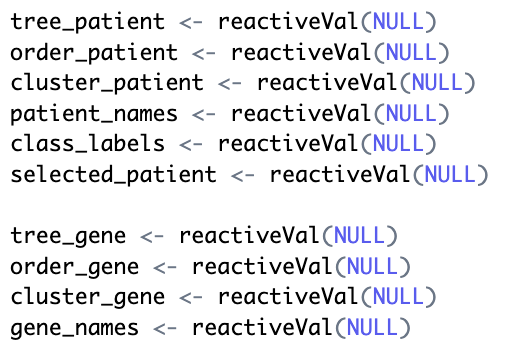 tree_patient <- reactiveVal(NULL)
order_patient <- reactiveVal(NULL)
cluster_patient <- reactiveVal(NULL)
patient_names <- reactiveVal(NULL)
class_labels <- reactiveVal(NULL)
selected_patient <- reactiveVal(NULL)
tree_gene <- reactiveVal(NULL)
order_gene <- reactiveVal(NULL)
cluster_gene <- reactiveVal(NULL)
gene_names <- reactiveVal(NULL)